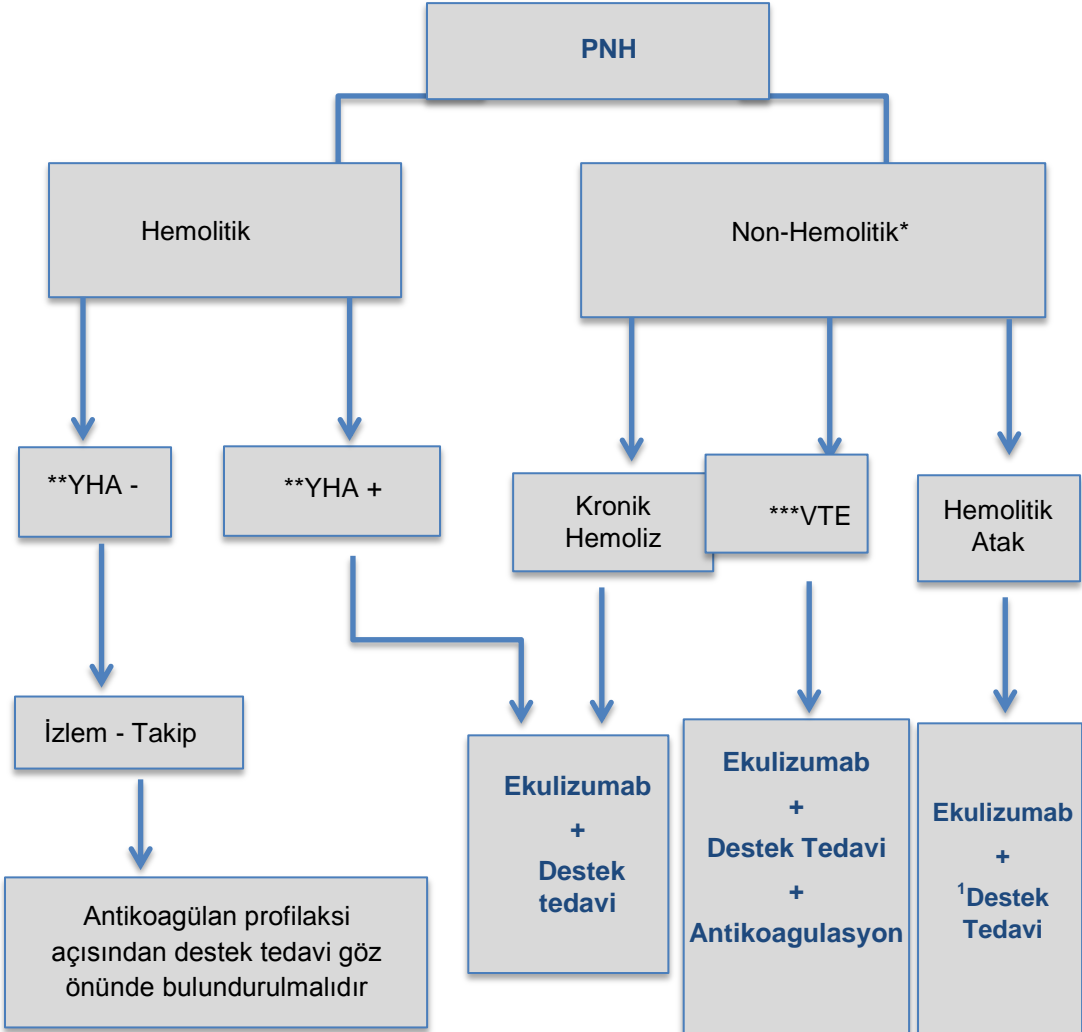 PNH
Hemolitik
Non-Hemolitik*
**YHA -
**YHA +
Kronik
Hemoliz
***VTE
Hemolitik
Atak
İzlem - Takip
Antikoagülan profilaksi
açısından destek tedavi göz
önünde bulundurulmalıdır
Ekulizumab
+
Destek
tedavi
Ekulizumab
+
Destek Tedavi
+
Antikoagulasyon
Ekulizumab
+
¹Destek
Tedavi